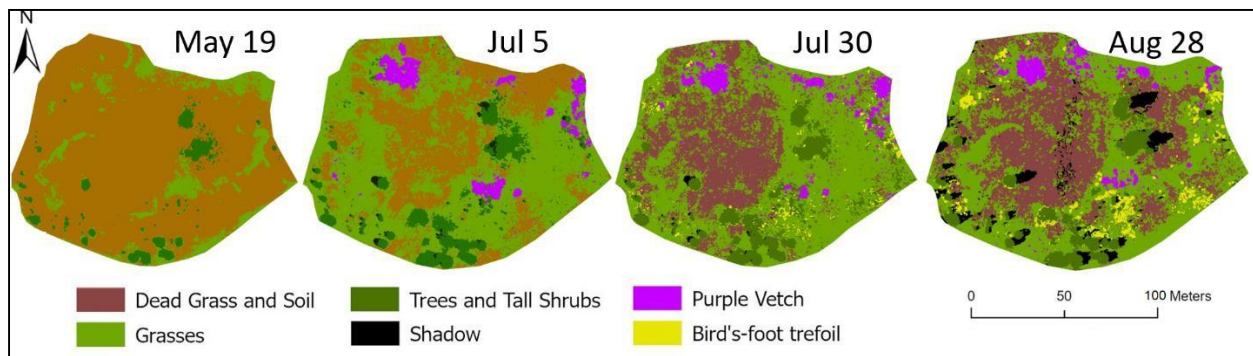 N
May 19
Jul 5
Jul 30
Aug 28
Dead Grass and Soil
Trees and Tall Shrubs
Purple Vetch
Grasses
Shadow
Bird's-foot trefoil
0 50 100 Meters